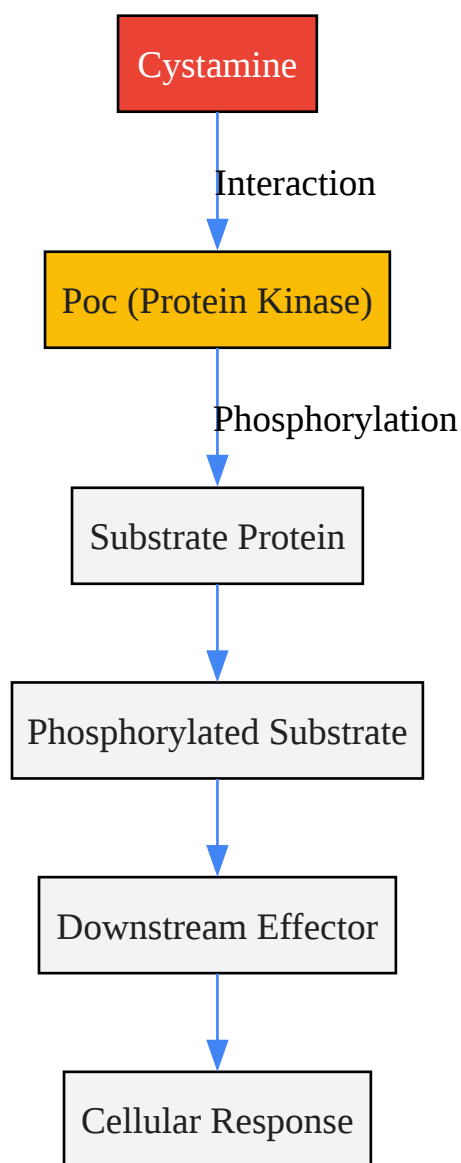 Cystamine
Interaction
Poc (Protein Kinase)
Phosphorylation
Substrate Protein
Phosphorylated Substrate
Downstream Effector
Cellular Response